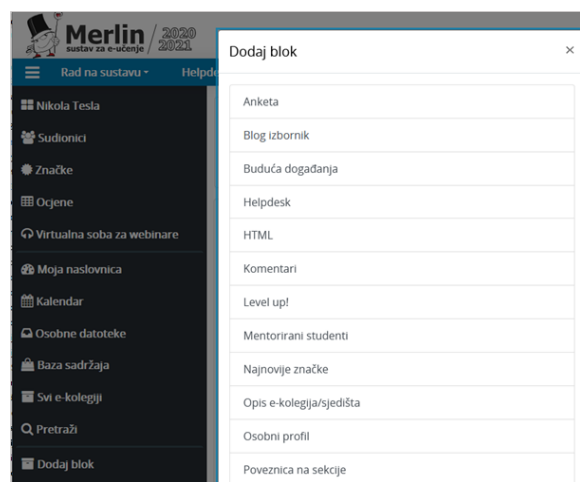 Merlin / 2020
sustav za e-učenje / 2021
Rad na sustavu
Helpde
Nikola Tesla
Sudionici
Značke
Ocjene
Virtualna soba za webinare
Moja naslovnica
Kalendar
Osobne datoteke
Baza sadržaja
Svi e-kolegiji
Pretraži
Dodaj blok
Dodaj blok ×
Anketa
Blog izbornik
Buduća događanja
Helpdesk
HTML
Komentari
Level up!
Mentorirani studenti
Najnovije značke
Opis e-kolegija/sjedišta
Osobni profil
Poveznica na sekcije